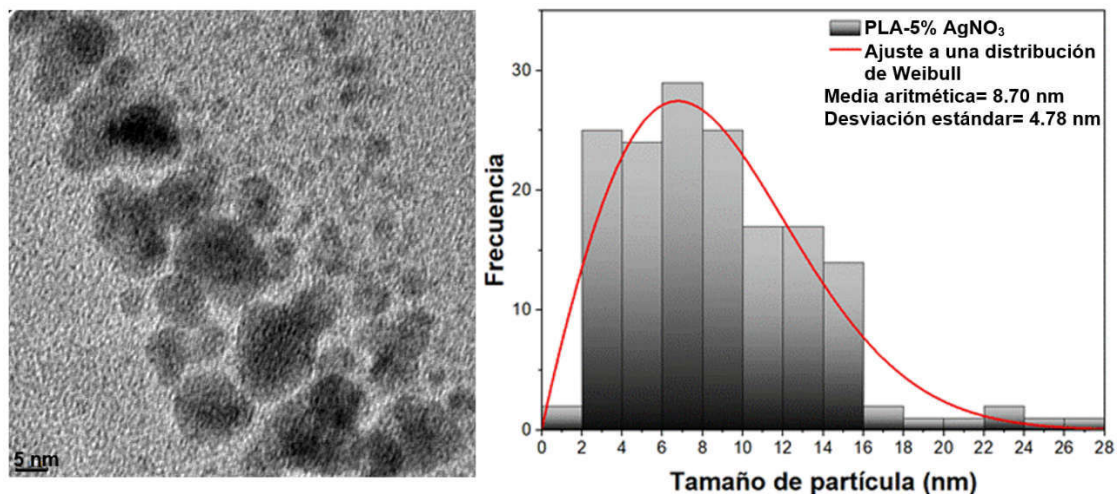 5 nm
PLA-5% AgNO₃
Ajuste a una distribución
de Weibull
Media aritmética= 8.70 nm
Desviación estándar= 4.78 nm
Frecuencia
30
20
10
0
0 2 4 6 8 10 12 14 16 18 20 22 24 26 28
Tamaño de partícula (nm)